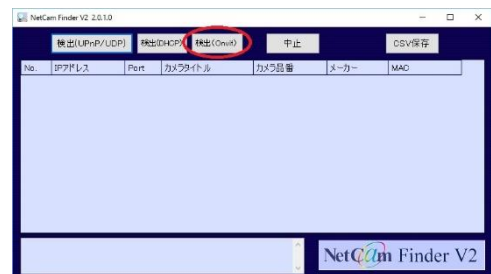 NetCam Finder V2 2.0.1.0
検出(UPnP/UDP) 検出(DHCP) 検出(Onvif) 中止 CSV保存
No. IPアドレス Port カメラタイトル カメラ品番 メーカー MAC
NetC@m Finder V2